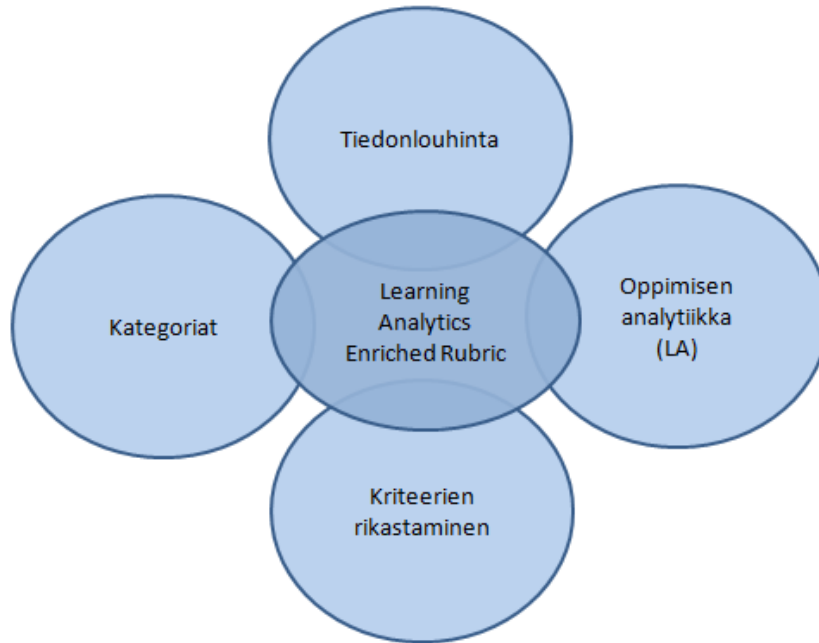 Tiedonlouhinta
Kategoriat
Learning
Analytics
Enriched Rubric
Oppimisen
analytiikka
(LA)
Kriteerien
rikastaminen